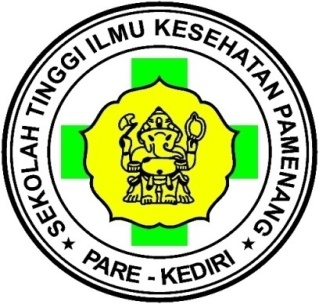 SEKOLAH TINGGI ILMU KESEHATAN PAMENANG
PARE - KEDIRI